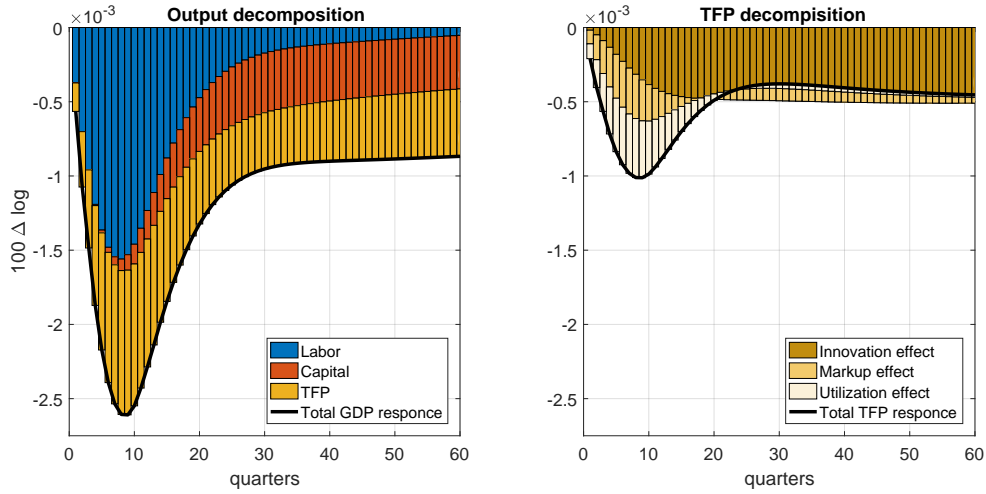 Output decomposition
×10⁻³
0
-0.5
-1
-1.5
-2
-2.5
100 Δ log
0 10 20 30 40 50 60
quarters
Labor
Capital
TFP
Total GDP responce
TFP decompisition
×10⁻³
0
-0.5
-1
-1.5
-2
-2.5
0 10 20 30 40 50 60
quarters
Innovation effect
Markup effect
Utilization effect
Total TFP responce